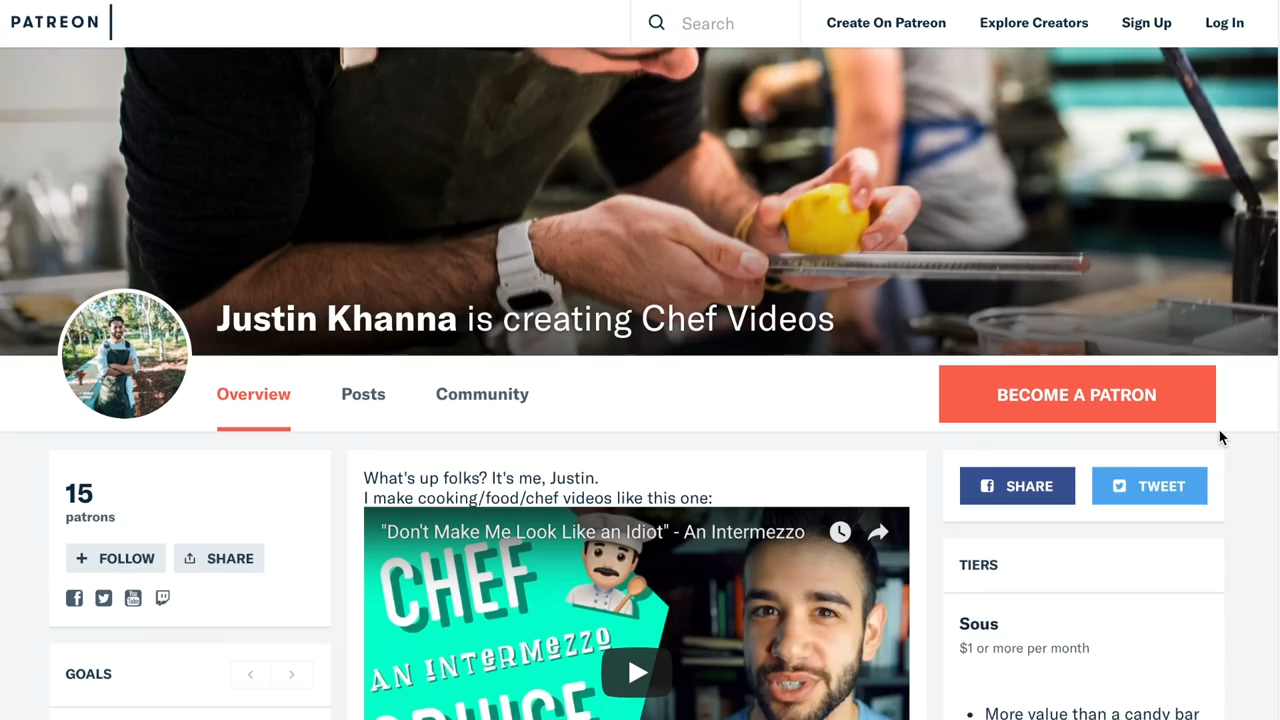 PATREON
Search
Create On Patreon
Explore Creators
Sign Up
Log In
Justin Khanna is creating Chef Videos
Overview
Posts
Community
BECOME A PATRON
15
patrons
+ FOLLOW
SHARE
GOALS
What's up folks? It's me, Justin.
I make cooking/food/chef videos like this one:
"Don't Make Me Look Like an Idiot" - An Intermezzo
CHEF
AN INTERMEZZO
SHARE
TWEET
TIERS
Sous
$1 or more per month
• More value than a candy bar